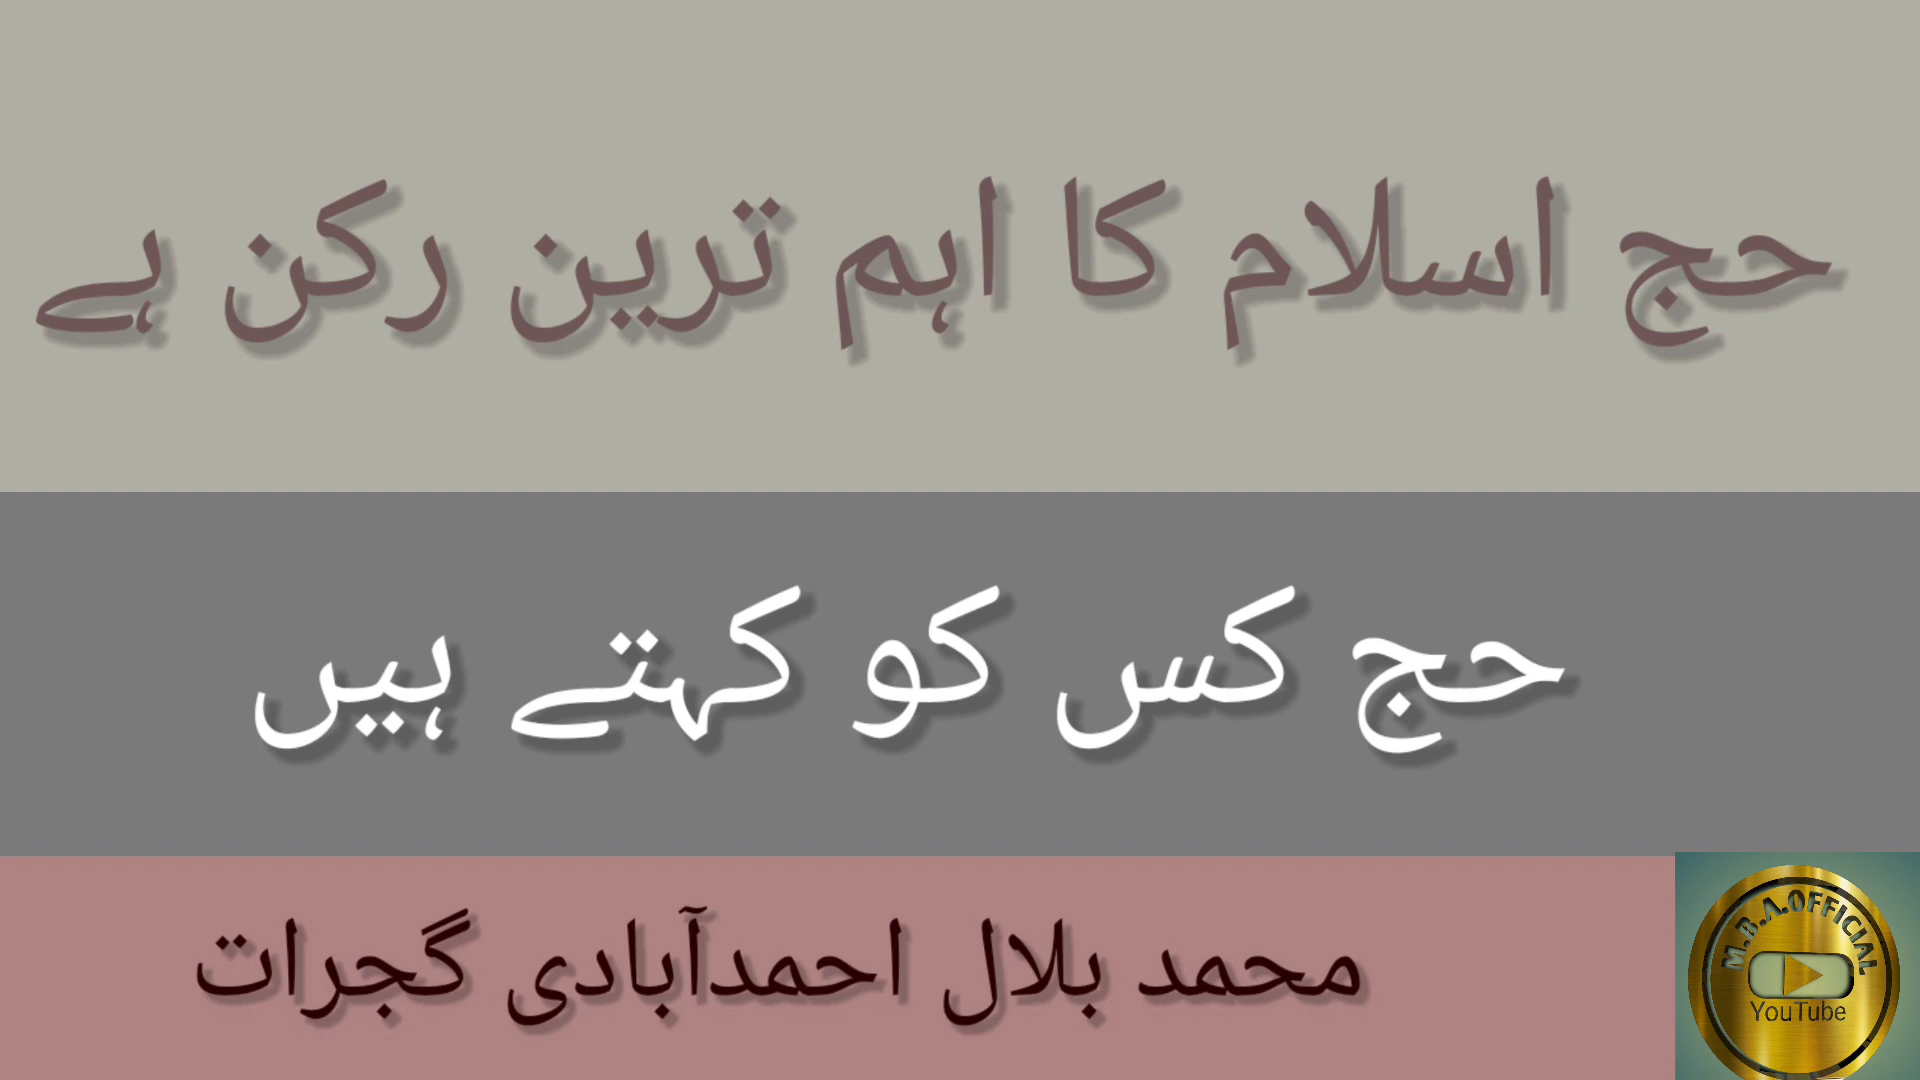 حج اسلام کا اہم ترین رکن ہے
حج کس کو کہتے ہیں
محمد بلال احمدآبادی گجرات
M.B.A.OFFICIAL
YouTube